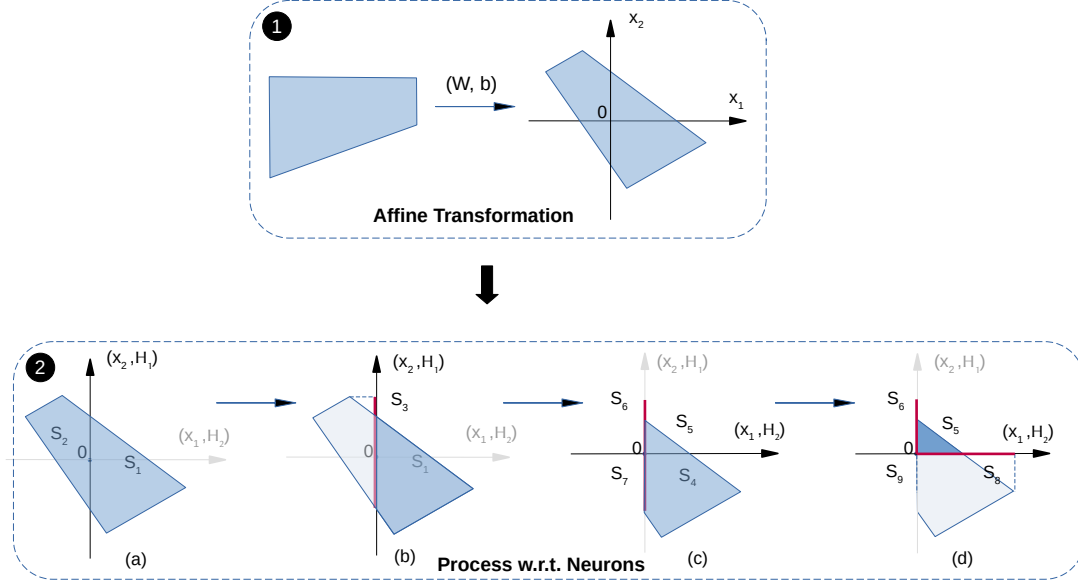 1
x₂
(W, b)
x₁
0
Affine Transformation
2
(x₂,H₁)
S₂
0
S₁
(x₁,H₂)
(a)
(x₂,H₁)
S₃
0
S₁
(x₁,H₂)
(b)
(x₂,H₁)
S₆
S₅
(x₁,H₂)
0
S₇
S₄
(c)
(x₂,H₁)
S₆
S₅
(x₁,H₂)
0
S₉
S₈
(d)
Process w.r.t. Neurons